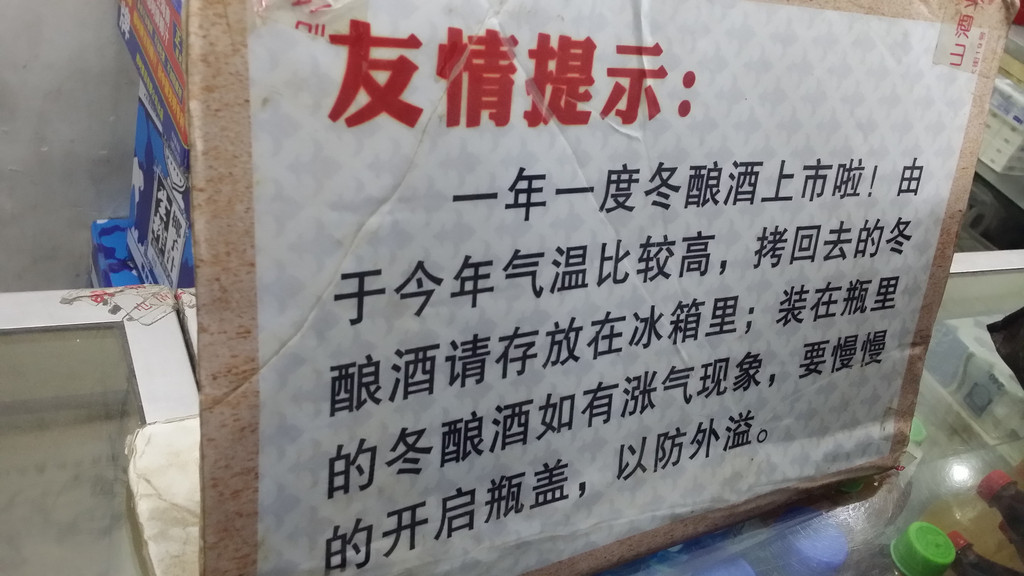 友情提示：
一年一度冬酿酒上市啦！由
于今年气温比较高，拷回去的冬
酿酒请存放在冰箱里；装在瓶里
的冬酿酒如有涨气现象，要慢慢
的开启瓶盖，以防外溢。